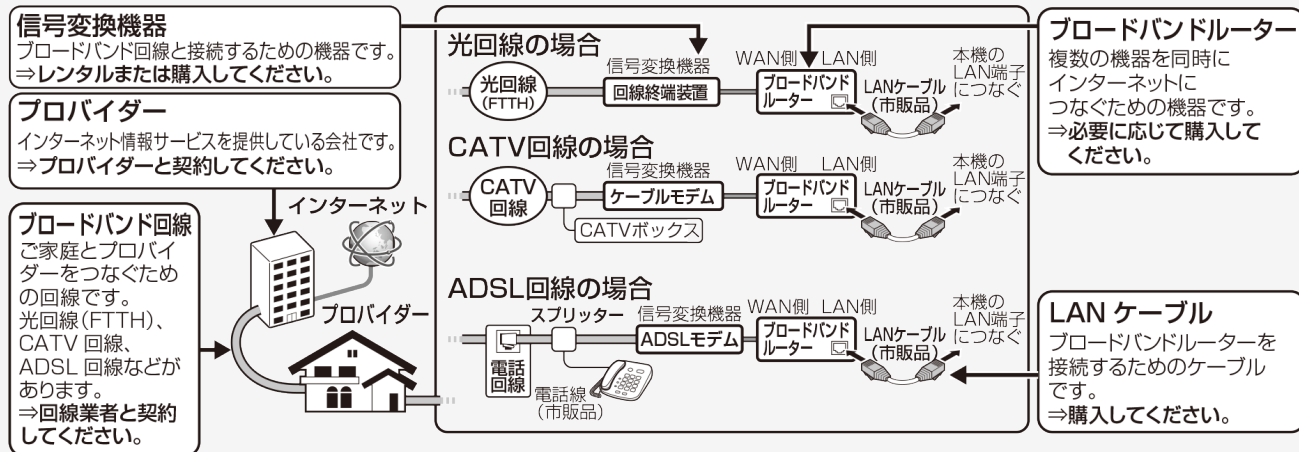 信号変換機器
ブロードバンド回線と接続するための機器です。
⇒レンタルまたは購入してください。
プロバイダー
インターネット情報サービスを提供している会社です。
⇒プロバイダーと契約してください。
ブロードバンド回線
ご家庭とプロバイ
ダーをつなぐため
の回線です。
光回線(FTTH)、
CATV 回線、
ADSL 回線などが
あります。
⇒回線業者と契約
してください。
インターネット
プロバイダー
光回線の場合
光回線
(FTTH)
信号変換機器
回線終端装置
WAN側 LAN側
ブロードバンド
ルーター
LANケーブル
(市販品)
本機の
LAN端子
につなぐ
CATV回線の場合
CATV
回線
信号変換機器
ケーブルモデム
CATVボックス
WAN側 LAN側
ブロードバンド
ルーター
LANケーブル
(市販品)
本機の
LAN端子
につなぐ
ADSL回線の場合
電話
回線
スプリッター
電話線
(市販品)
信号変換機器
ADSLモデム
WAN側 LAN側
ブロードバンド
ルーター
LANケーブル
(市販品)
本機の
LAN端子
につなぐ
ブロードバンドルーター
複数の機器を同時に
インターネットに
つなぐための機器です。
⇒必要に応じて購入して
ください。
LAN ケーブル
ブロードバンドルーターを
接続するためのケーブル
です。
⇒購入してください。